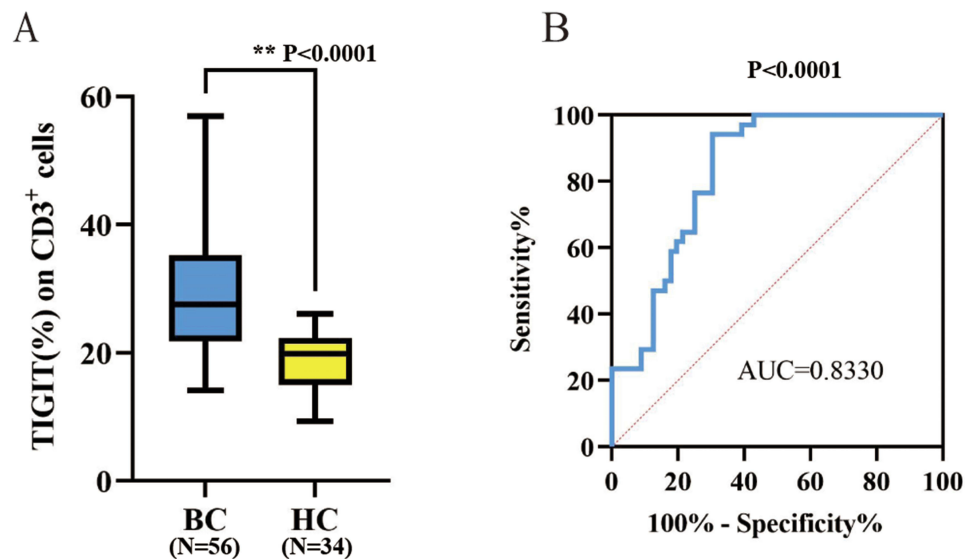 A
** P<0.0001
TIGIT(%) on CD3+ cells
60
40
20
0
BC
(N=56)
HC
(N=34)
B
P<0.0001
Sensitivity%
100
80
60
40
20
0
AUC=0.8330
0 20 40 60 80 100
100% - Specificity%